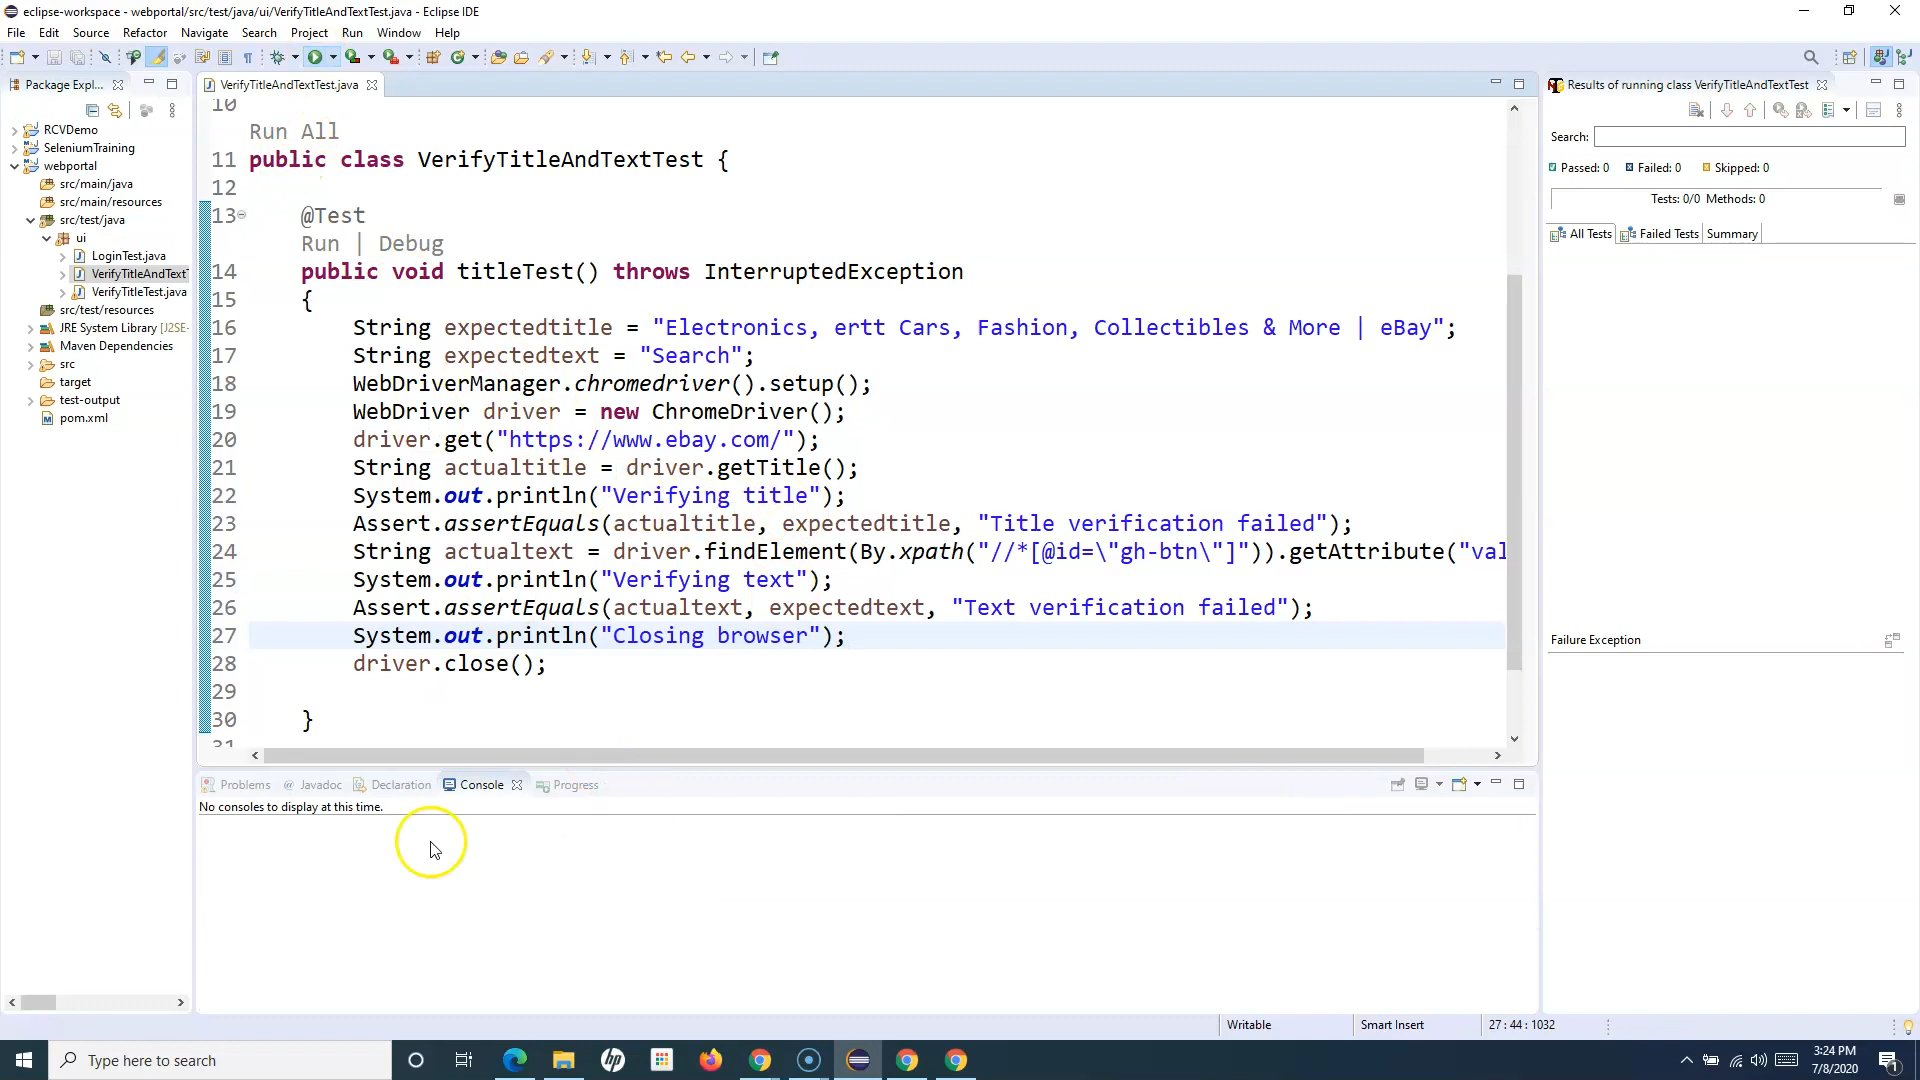 eclipse-workspace - webportal/src/test/java/ui/VerifyTitleAndTextTest.java - Eclipse IDE
File Edit Source Refactor Navigate Search Project Run Window Help
Package Expl...
RCVDemo
SeleniumTraining
webportal
src/main/java
src/main/resources
src/test/java
ui
LoginTest.java
VerifyTitleAndTextT
VerifyTitleTest.java
src/test/resources
JRE System Library [J2SE-
Maven Dependencies
src
target
test-output
pom.xml
VerifyTitleAndTextTest.java
10
Run All
11 public class VerifyTitleAndTextTest {
12
13 @Test
Run | Debug
14 public void titleTest() throws InterruptedException
15 {
16 String expectedtitle = "Electronics, ertt Cars, Fashion, Collectibles & More | eBay";
17 String expectedtext = "Search";
18 WebDriverManager.chromedriver().setup();
19 WebDriver driver = new ChromeDriver();
20 driver.get("https://www.ebay.com/");
21 String actualtitle = driver.getTitle();
22 System.out.println("Verifying title");
23 Assert.assertEquals(actualtitle, expectedtitle, "Title verification failed");
24 String actualtext = driver.findElement(By.xpath("//*[@id=\"gh-btn\"]")).getAttribute("val
25 System.out.println("Verifying text");
26 Assert.assertEquals(actualtext, expectedtext, "Text verification failed");
27 System.out.println("Closing browser");
28 driver.close();
29
30 }
31
Problems Javadoc Declaration Console Progress
No consoles to display at this time.
Results of running class VerifyTitleAndTextTest
Search:
Passed: 0 Failed: 0 Skipped: 0
Tests: 0/0 Methods: 0
All Tests Failed Tests Summary
Failure Exception
Writable Smart Insert 27 : 44 : 1032
Type here to search
hp
3:24 PM
7/8/2020
1